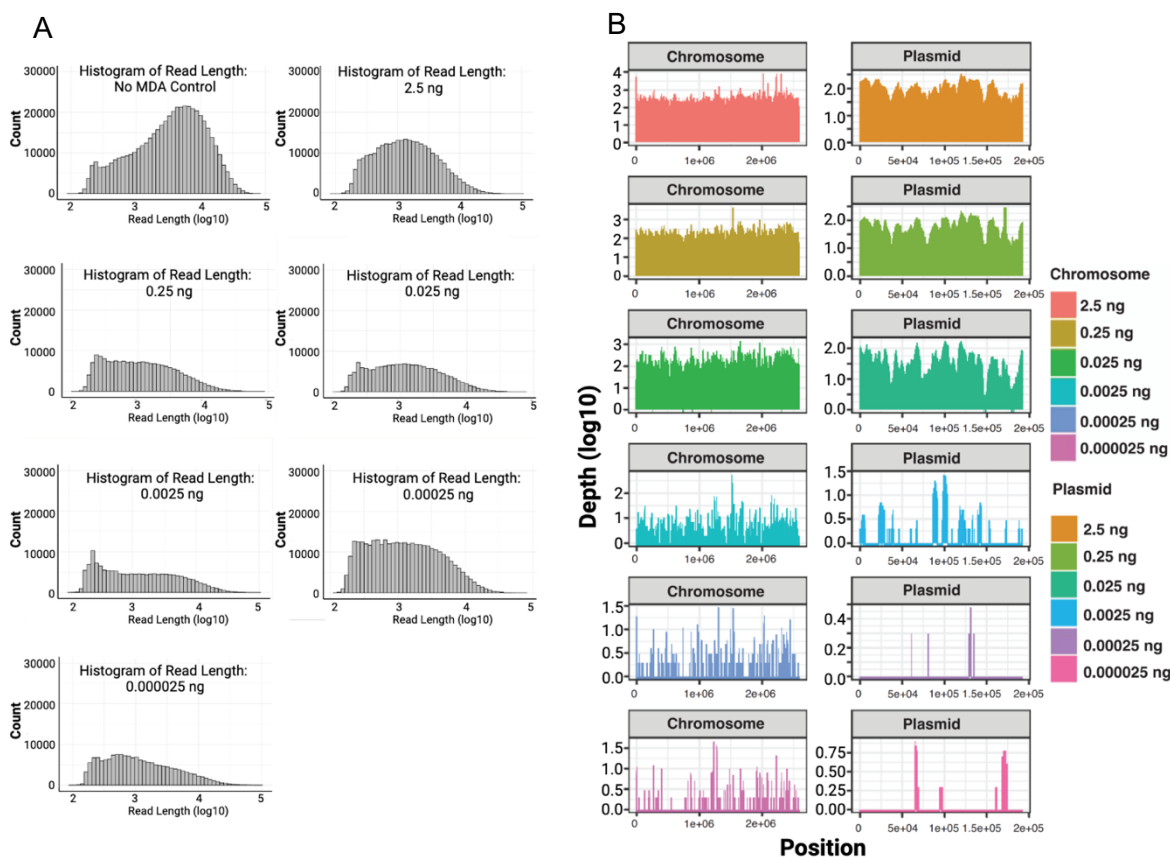 A
Histogram of Read Length:
No MDA Control
30000
20000
10000
0
Count
2 3 4 5
Read Length (log10)
Histogram of Read Length:
2.5 ng
30000
20000
10000
0
Count
2 3 4 5
Read Length (log10)
Histogram of Read Length:
0.25 ng
30000
20000
10000
0
Count
2 3 4 5
Read Length (log10)
Histogram of Read Length:
0.025 ng
30000
20000
10000
0
Count
2 3 4 5
Read Length (log10)
Histogram of Read Length:
0.0025 ng
30000
20000
10000
0
Count
2 3 4 5
Read Length (log10)
Histogram of Read Length:
0.00025 ng
30000
20000
10000
0
Count
2 3 4 5
Read Length (log10)
Histogram of Read Length:
0.000025 ng
30000
20000
10000
0
Count
2 3 4 5
Read Length (log10)
B
Depth (log10)
Chromosome
4
3
2
1
0
0 1e+06 2e+06
Plasmid
2.0
1.0
0.0
0 5e+04 1e+05 1.5e+05 2e+05
Chromosome
3
2
1
0
0 1e+06 2e+06
Plasmid
2.0
1.0
0.0
0 5e+04 1e+05 1.5e+05 2e+05
Chromosome
3
2
1
0
0 1e+06 2e+06
Plasmid
2.0
1.0
0.0
0 5e+04 1e+05 1.5e+05 2e+05
Chromosome
2
1
0
0 1e+06 2e+06
Plasmid
1.5
1.0
0.5
0.0
0 5e+04 1e+05 1.5e+05 2e+05
Chromosome
1.5
1.0
0.5
0.0
0 1e+06 2e+06
Plasmid
0.4
0.2
0.0
0 5e+04 1e+05 1.5e+05 2e+05
Chromosome
1.5
1.0
0.5
0.0
0 1e+06 2e+06
Plasmid
0.75
0.50
0.25
0.00
0 5e+04 1e+05 1.5e+05 2e+05
Position
Chromosome
2.5 ng
0.25 ng
0.025 ng
0.0025 ng
0.00025 ng
0.000025 ng
Plasmid
2.5 ng
0.25 ng
0.025 ng
0.0025 ng
0.00025 ng
0.000025 ng